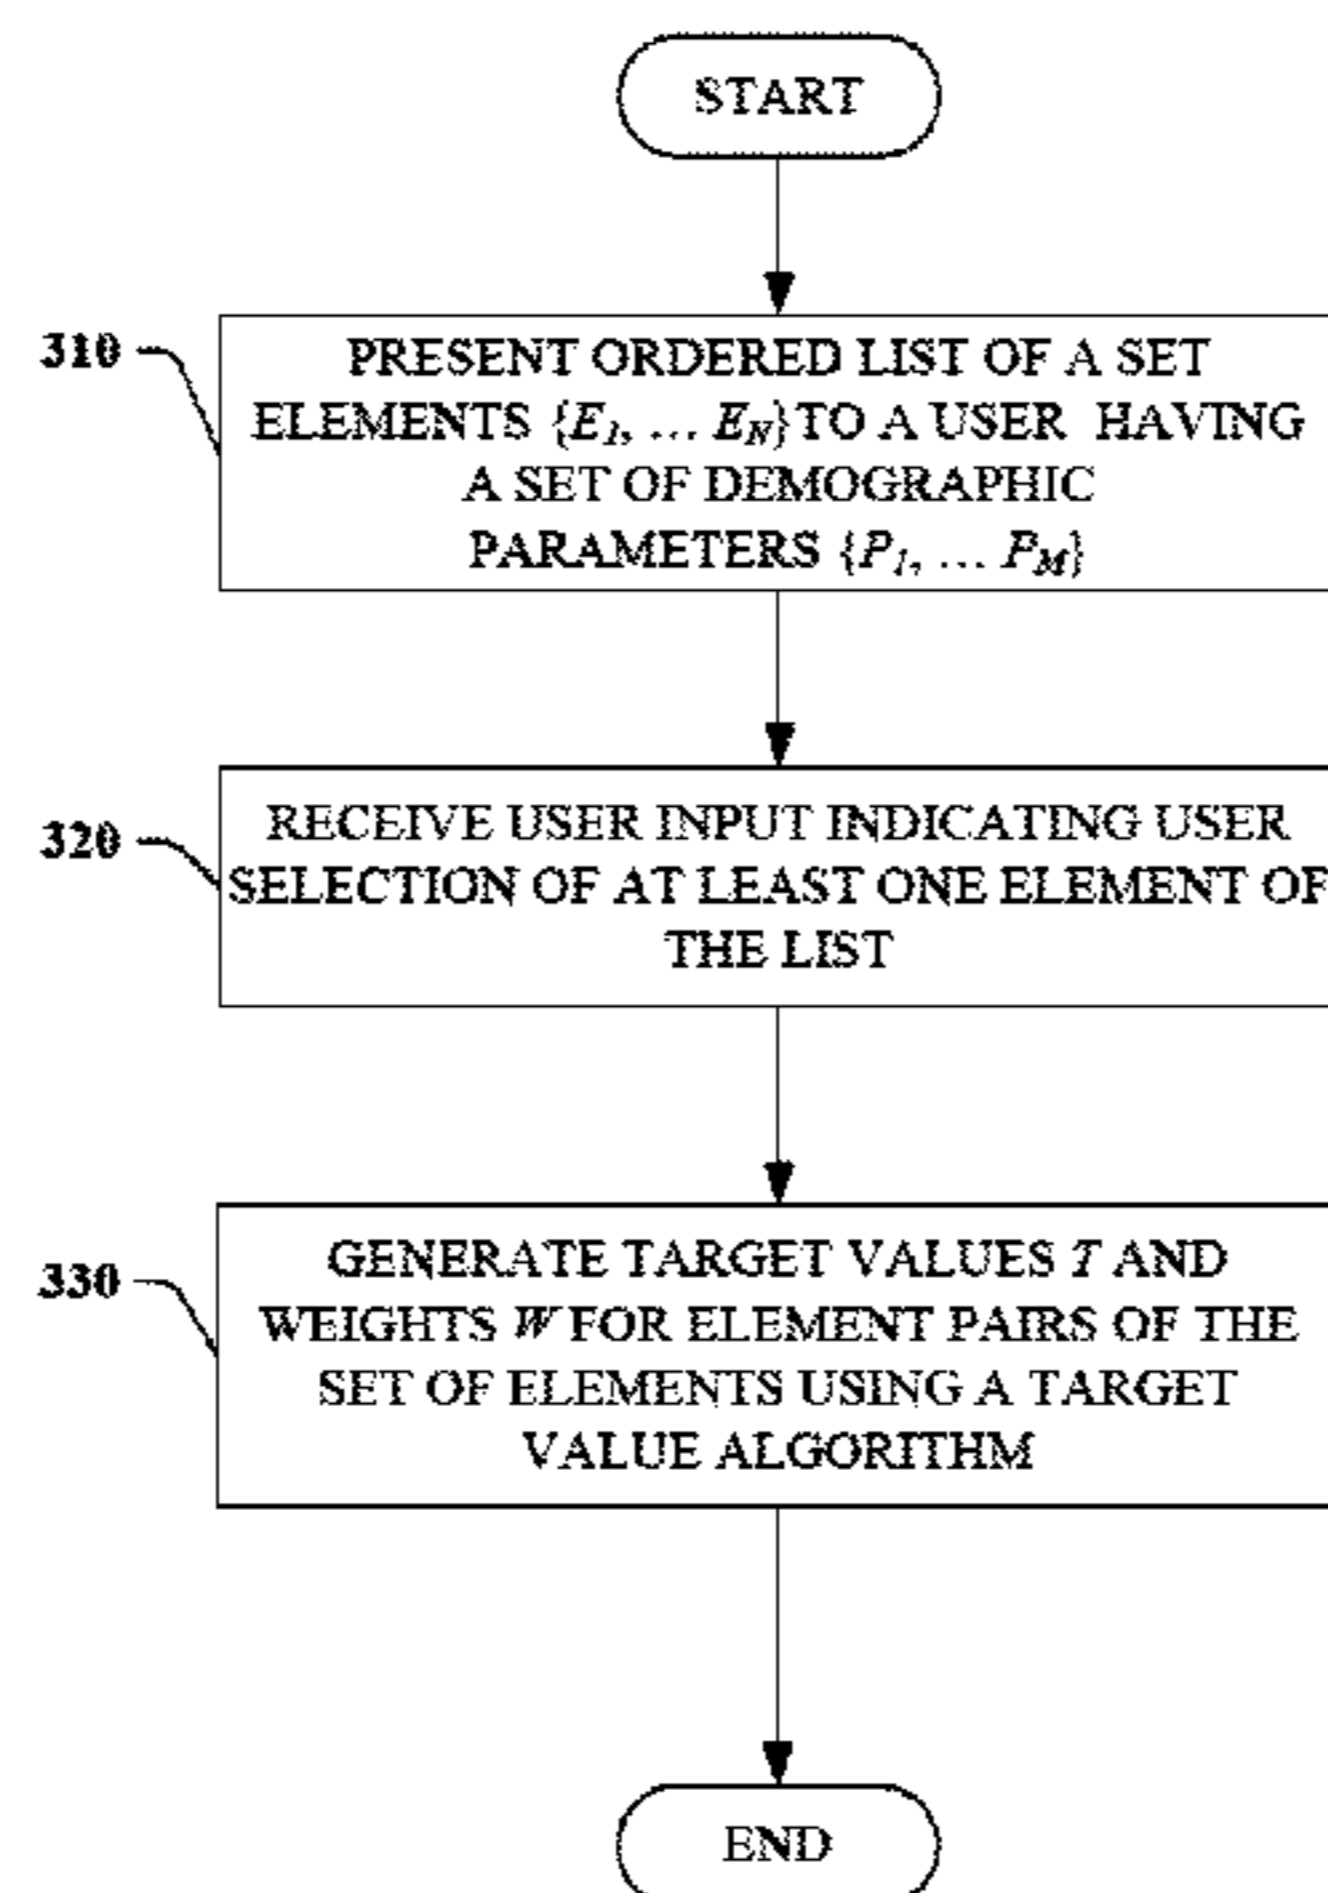 START
310
PRESENT ORDERED LIST OF A SET
ELEMENTS {E1, ... EN}TO A USER HAVING
A SET OF DEMOGRAPHIC
PARAMETERS {P1, ... PM}
320
RECEIVE USER INPUT INDICATING USER
SELECTION OF AT LEAST ONE ELEMENT OF
THE LIST
330
GENERATE TARGET VALUES T AND
WEIGHTS W FOR ELEMENT PAIRS OF THE
SET OF ELEMENTS USING A TARGET
VALUE ALGORITHM
END